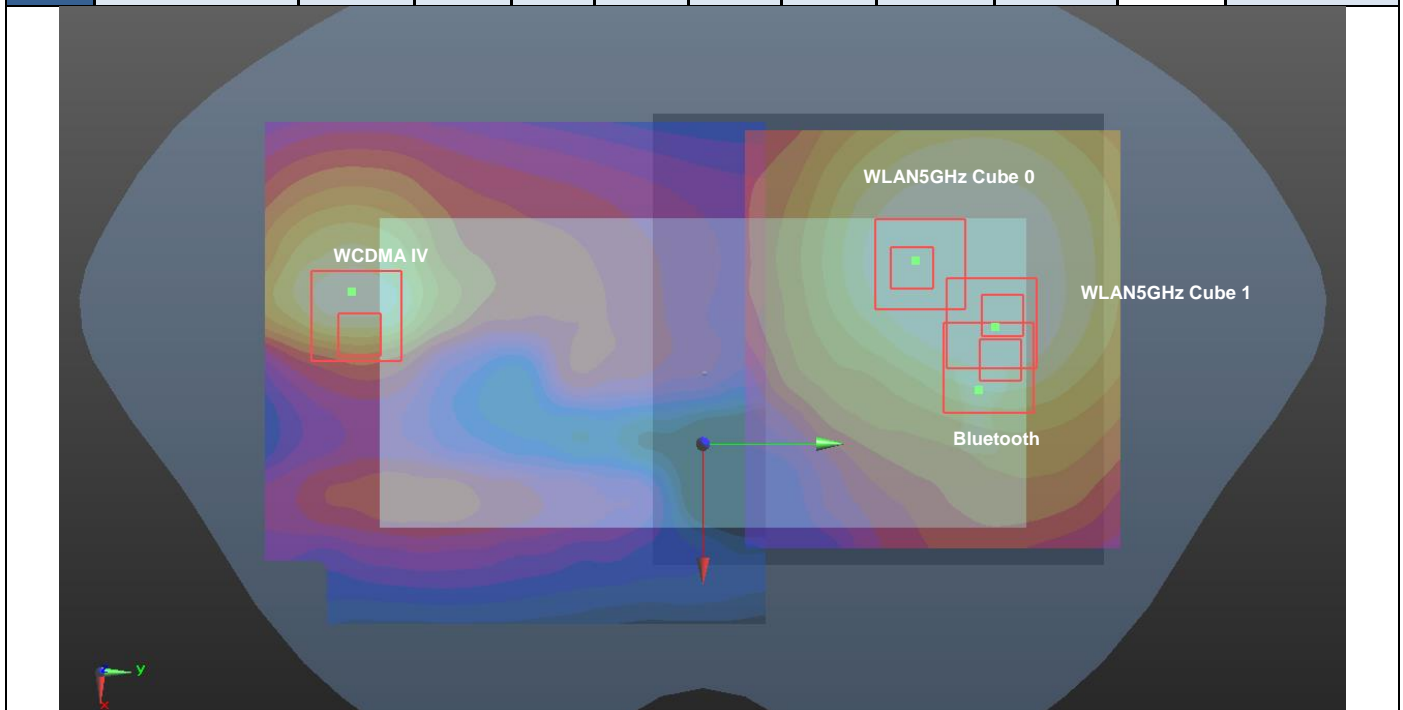 WLAN5GHz Cube 0
WCDMA IV
WLAN5GHz Cube 1
Bluetooth
y
x